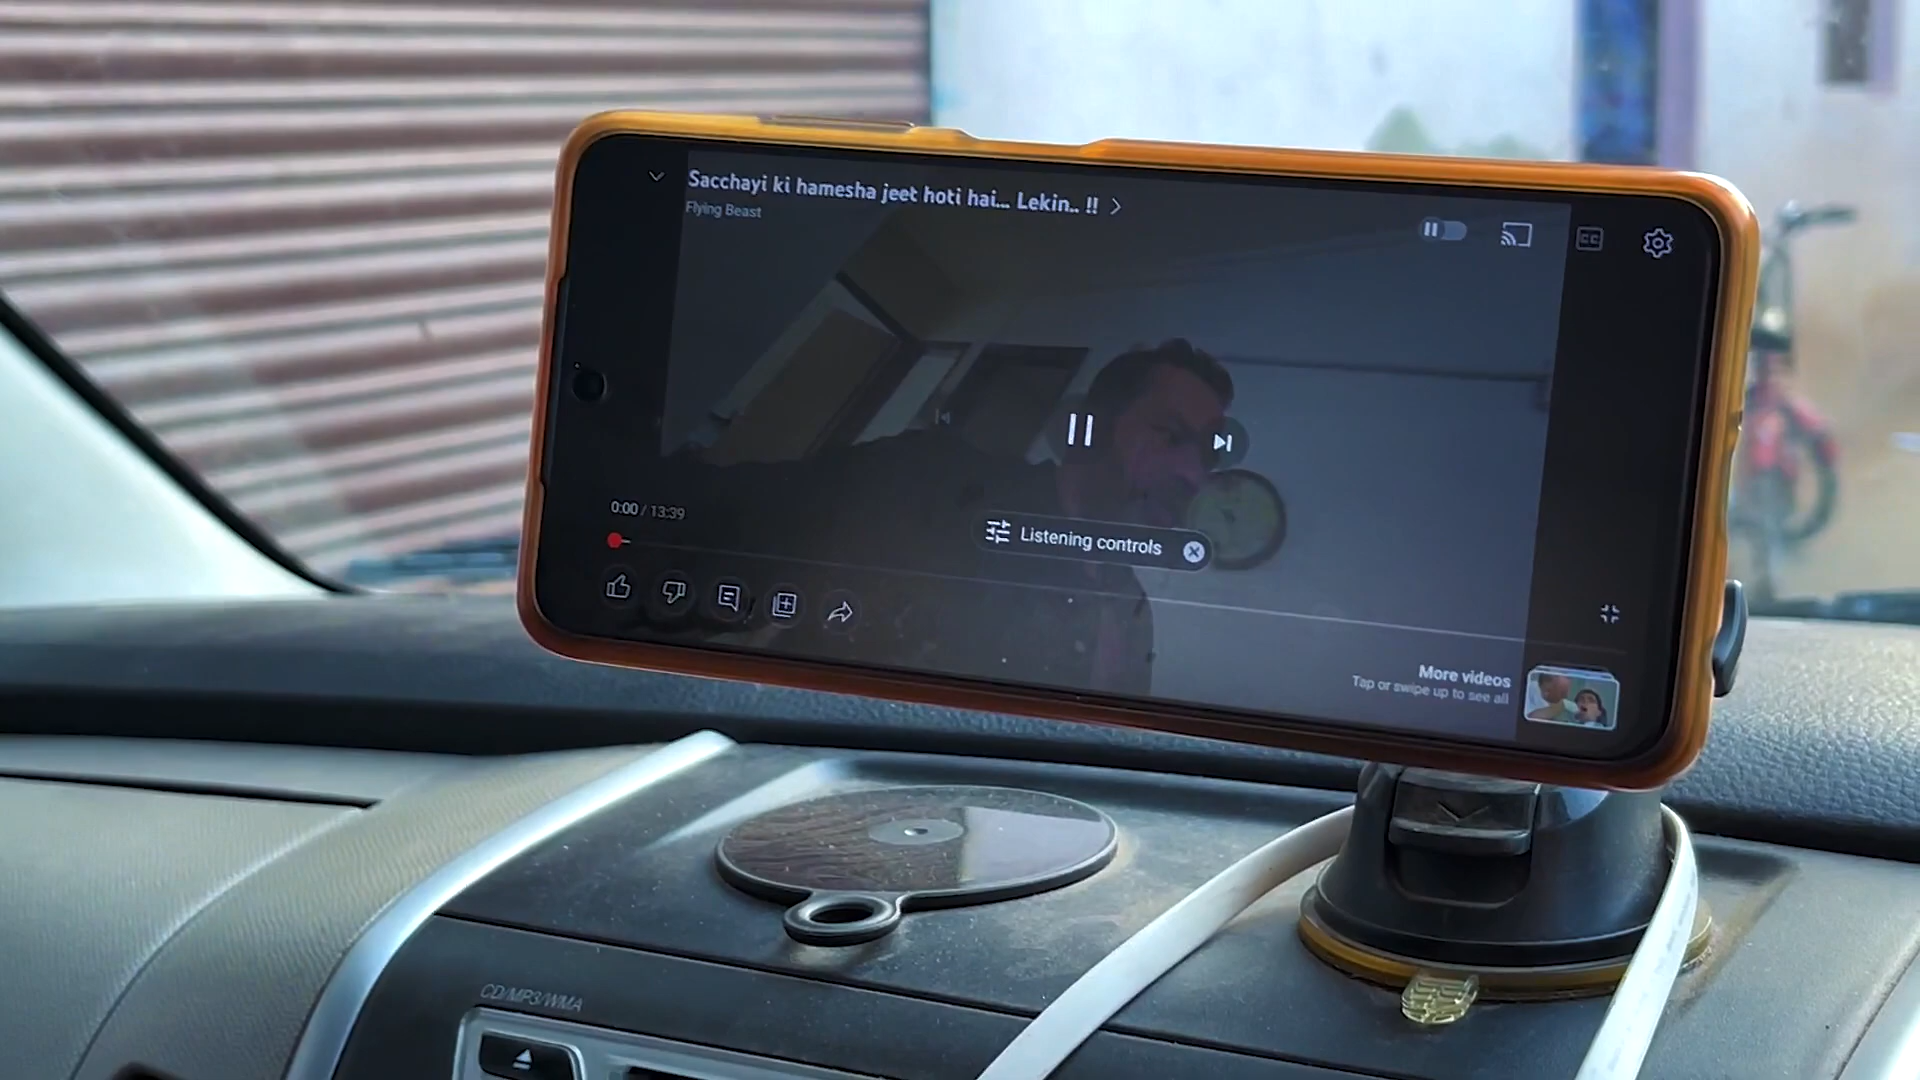 Sacchayi ki hamesha jeet hoti hai... Lekin.. !!
Flying Beast
CC
0:00 / 13:39
Listening controls
More videos
Tap or swipe up to see all
CD/MP3/WMA